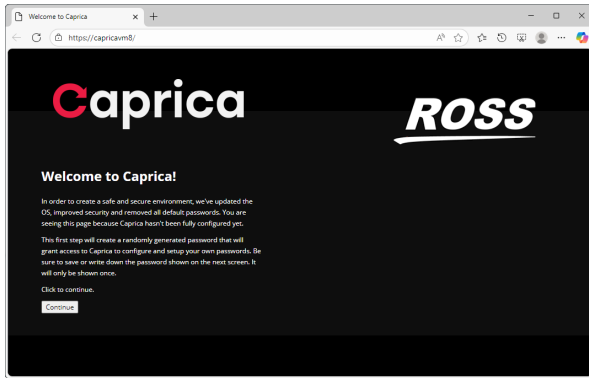 Welcome to Caprica
https://capricavm8/
Caprica
ROSS
Welcome to Caprica!
In order to create a safe and secure environment, we've updated the
OS, improved security and removed all default passwords. You are
seeing this page because Caprica hasn't been fully configured yet.
This first step will create a randomly generated password that will
grant access to Caprica to configure and setup your own passwords. Be
sure to save or write down the password shown on the next screen. It
will only be shown once.
Click to continue.
Continue